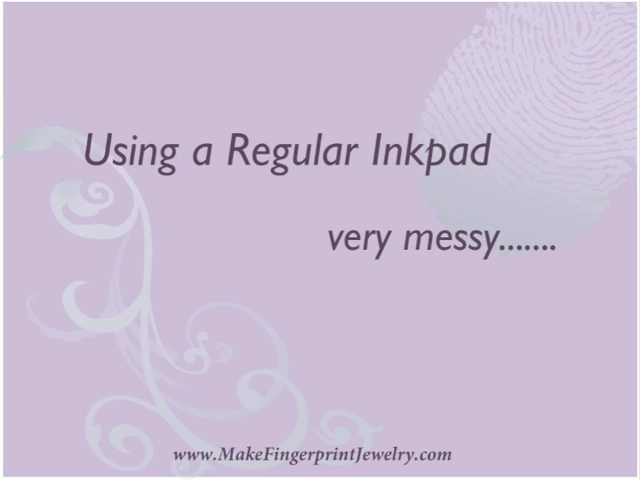 Using a Regular Inkpad
very messy.......
www.MakeFingerprintJewelry.com